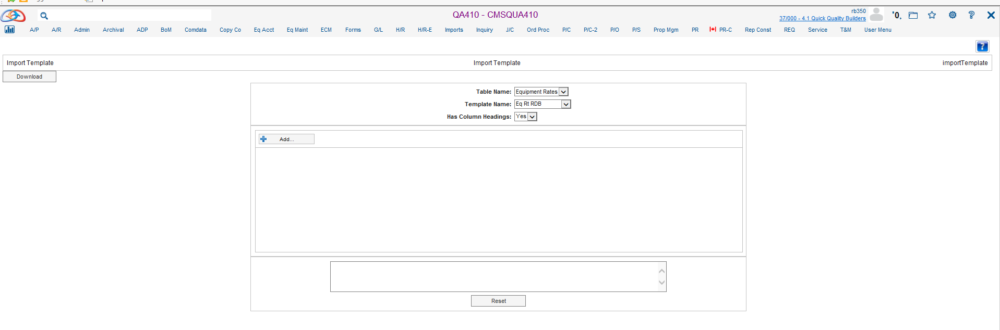 QA410 - CMSQUA410
rb350
37/000 - 4.1 Quick Quality Builders
A/P A/R Admin Archival ADP BoM Comdata Copy Co Eq Acct Eq Maint ECM Forms G/L H/R H/R-E Imports Inquiry J/C Ord Proc P/C P/C-2 P/O P/S Prop Mgm PR PR-C Rep Const REQ Service T&M User Menu
Import Template Import Template importTemplate
Download
Table Name: Equipment Rates
Template Name: Eq Rt RDB
Has Column Headings: Yes
Add...
Reset